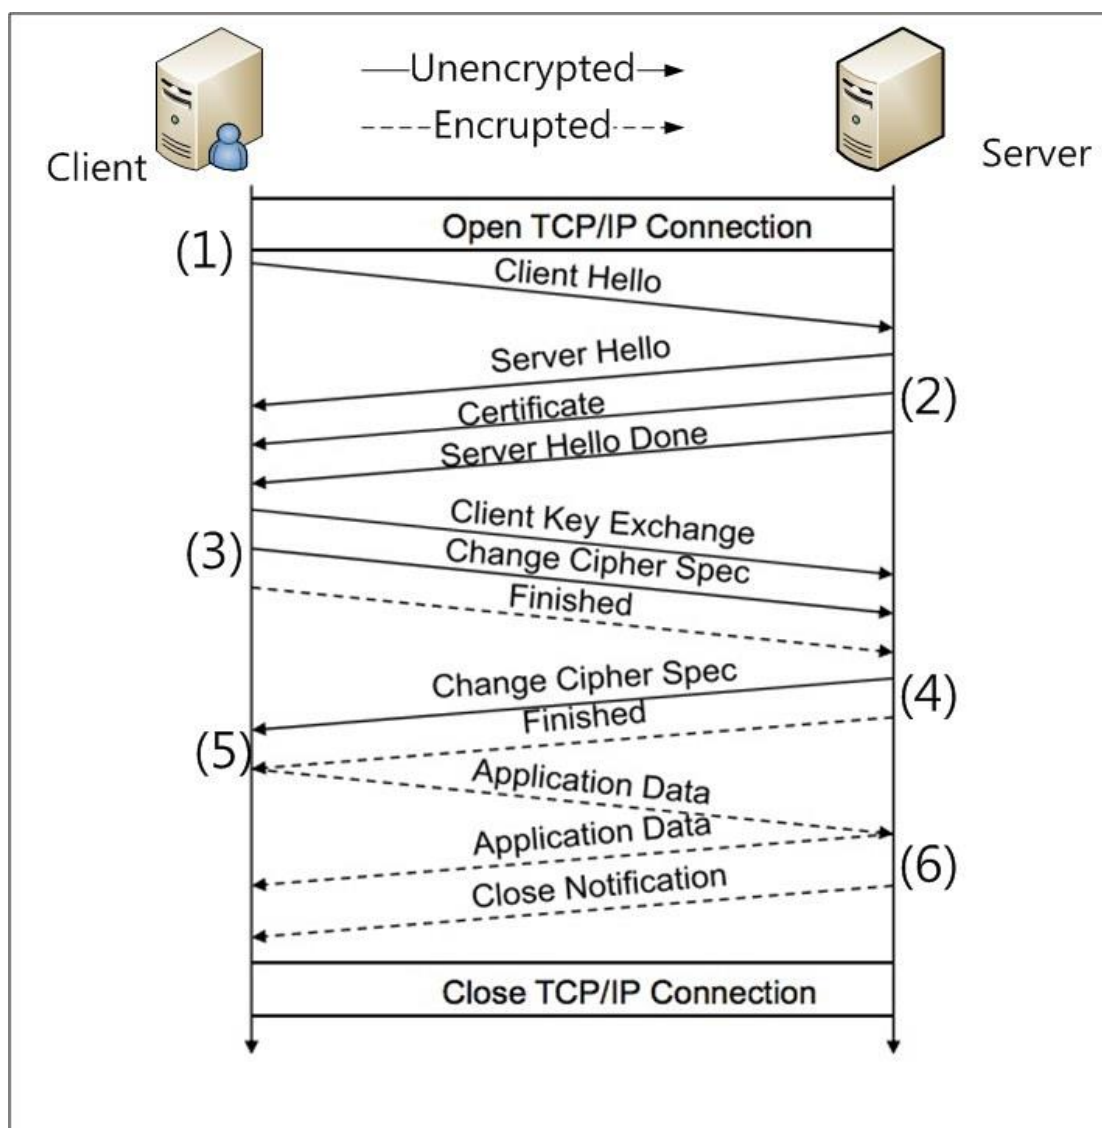 Unencrypted
Encrupted
Client
Server
Open TCP/IP Connection
(1)
Client Hello
Server Hello
(2)
Certificate
Server Hello Done
Client Key Exchange
(3)
Change Cipher Spec
Finished
Change Cipher Spec
(4)
Finished
(5)
Application Data
Application Data
(6)
Close Notification
Close TCP/IP Connection